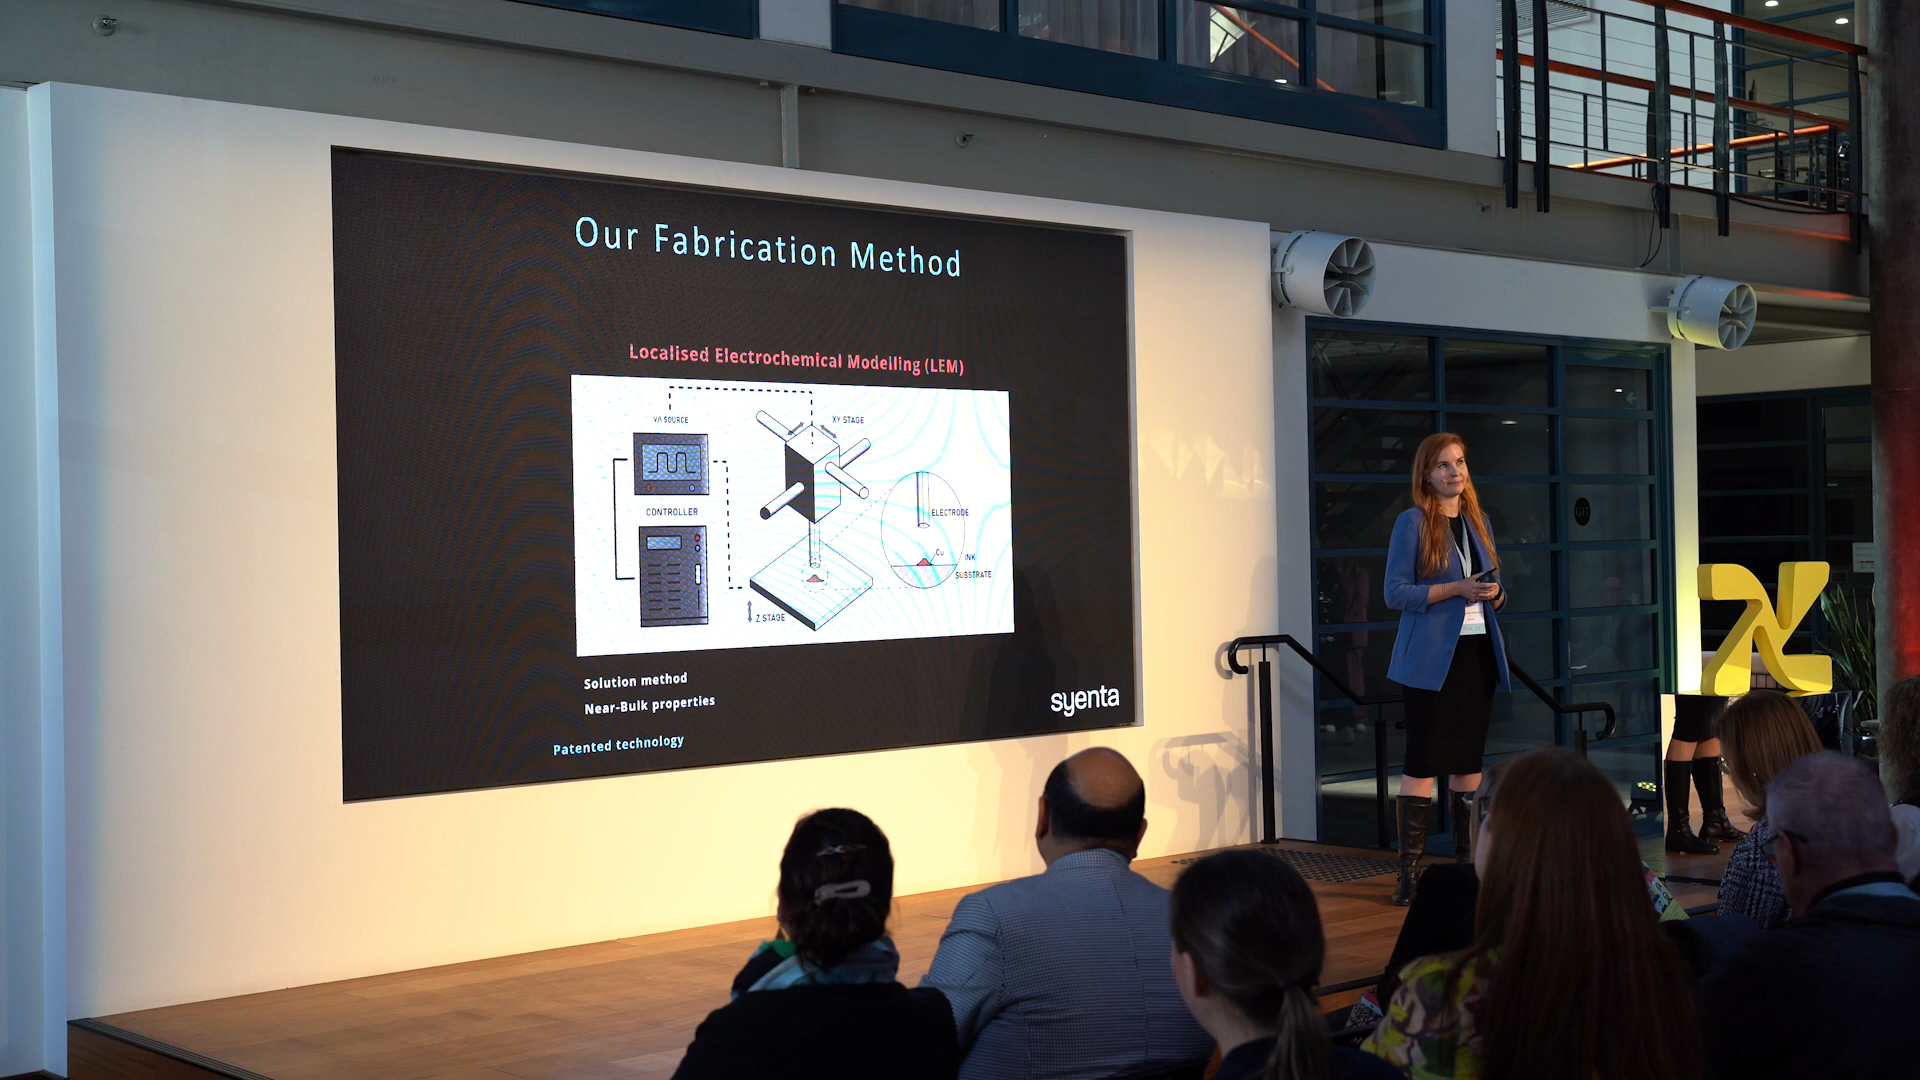 Our Fabrication Method
Localised Electrochemical Modelling (LEM)
V/I SOURCE
XY STAGE
CONTROLLER
ELECTRODE
Cu
INK
SUBSTRATE
Z STAGE
Solution method
Near-Bulk properties
Patented technology
syenta
G17